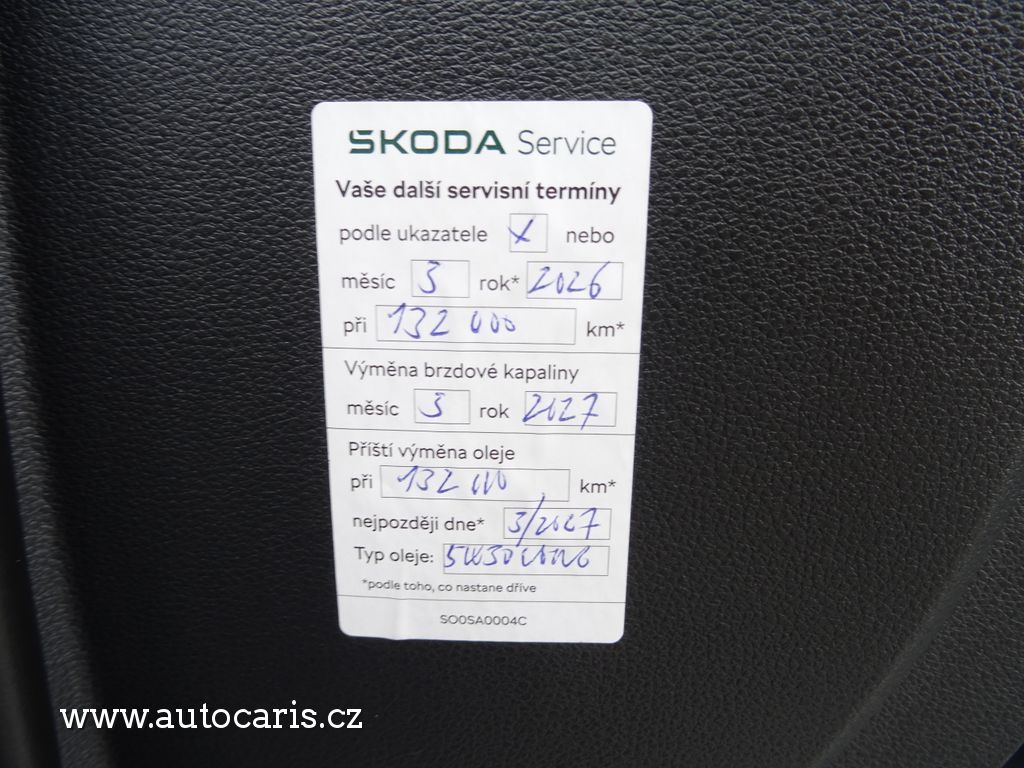 ŠKODA Service
Vaše další servisní termíny
podle ukazatele X nebo
měsíc 3 rok* 2026
při 132 000 km*
Výměna brzdové kapaliny
měsíc 3 rok 2027
Příští výměna oleje
při 132 000 km*
nejpozději dne* 3/2027
Typ oleje: 5W30 LONG
*podle toho, co nastane dříve
SO0SA0004C
www.autocaris.cz